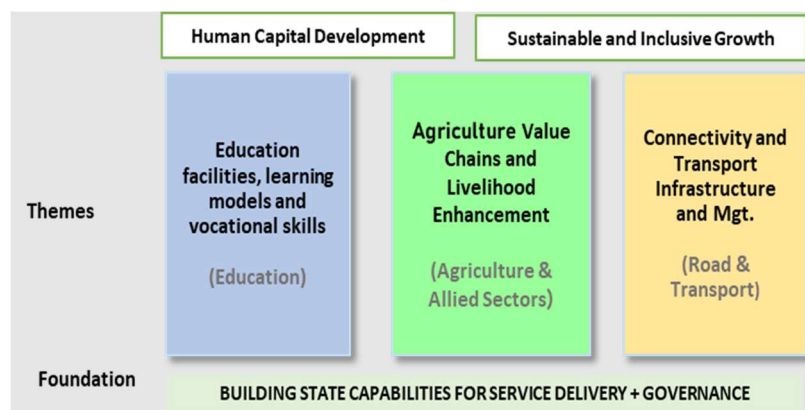 Human Capital Development
Sustainable and Inclusive Growth
Themes
Education
facilities, learning
models and
vocational skills
(Education)
Agriculture Value
Chains and
Livelihood
Enhancement
(Agriculture &
Allied Sectors)
Connectivity and
Transport
Infrastructure
and Mgt.
(Road &
Transport)
Foundation
BUILDING STATE CAPABILITIES FOR SERVICE DELIVERY + GOVERNANCE